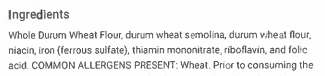 Ingredients
Whole Durum Wheat Flour, durum wheat semolina, durum wheat flour,
niacin, iron (ferrous sulfate), thiamin mononitrate, riboflavin, and folic
acid. COMMON ALLERGENS PRESENT: Wheat. Prior to consuming the